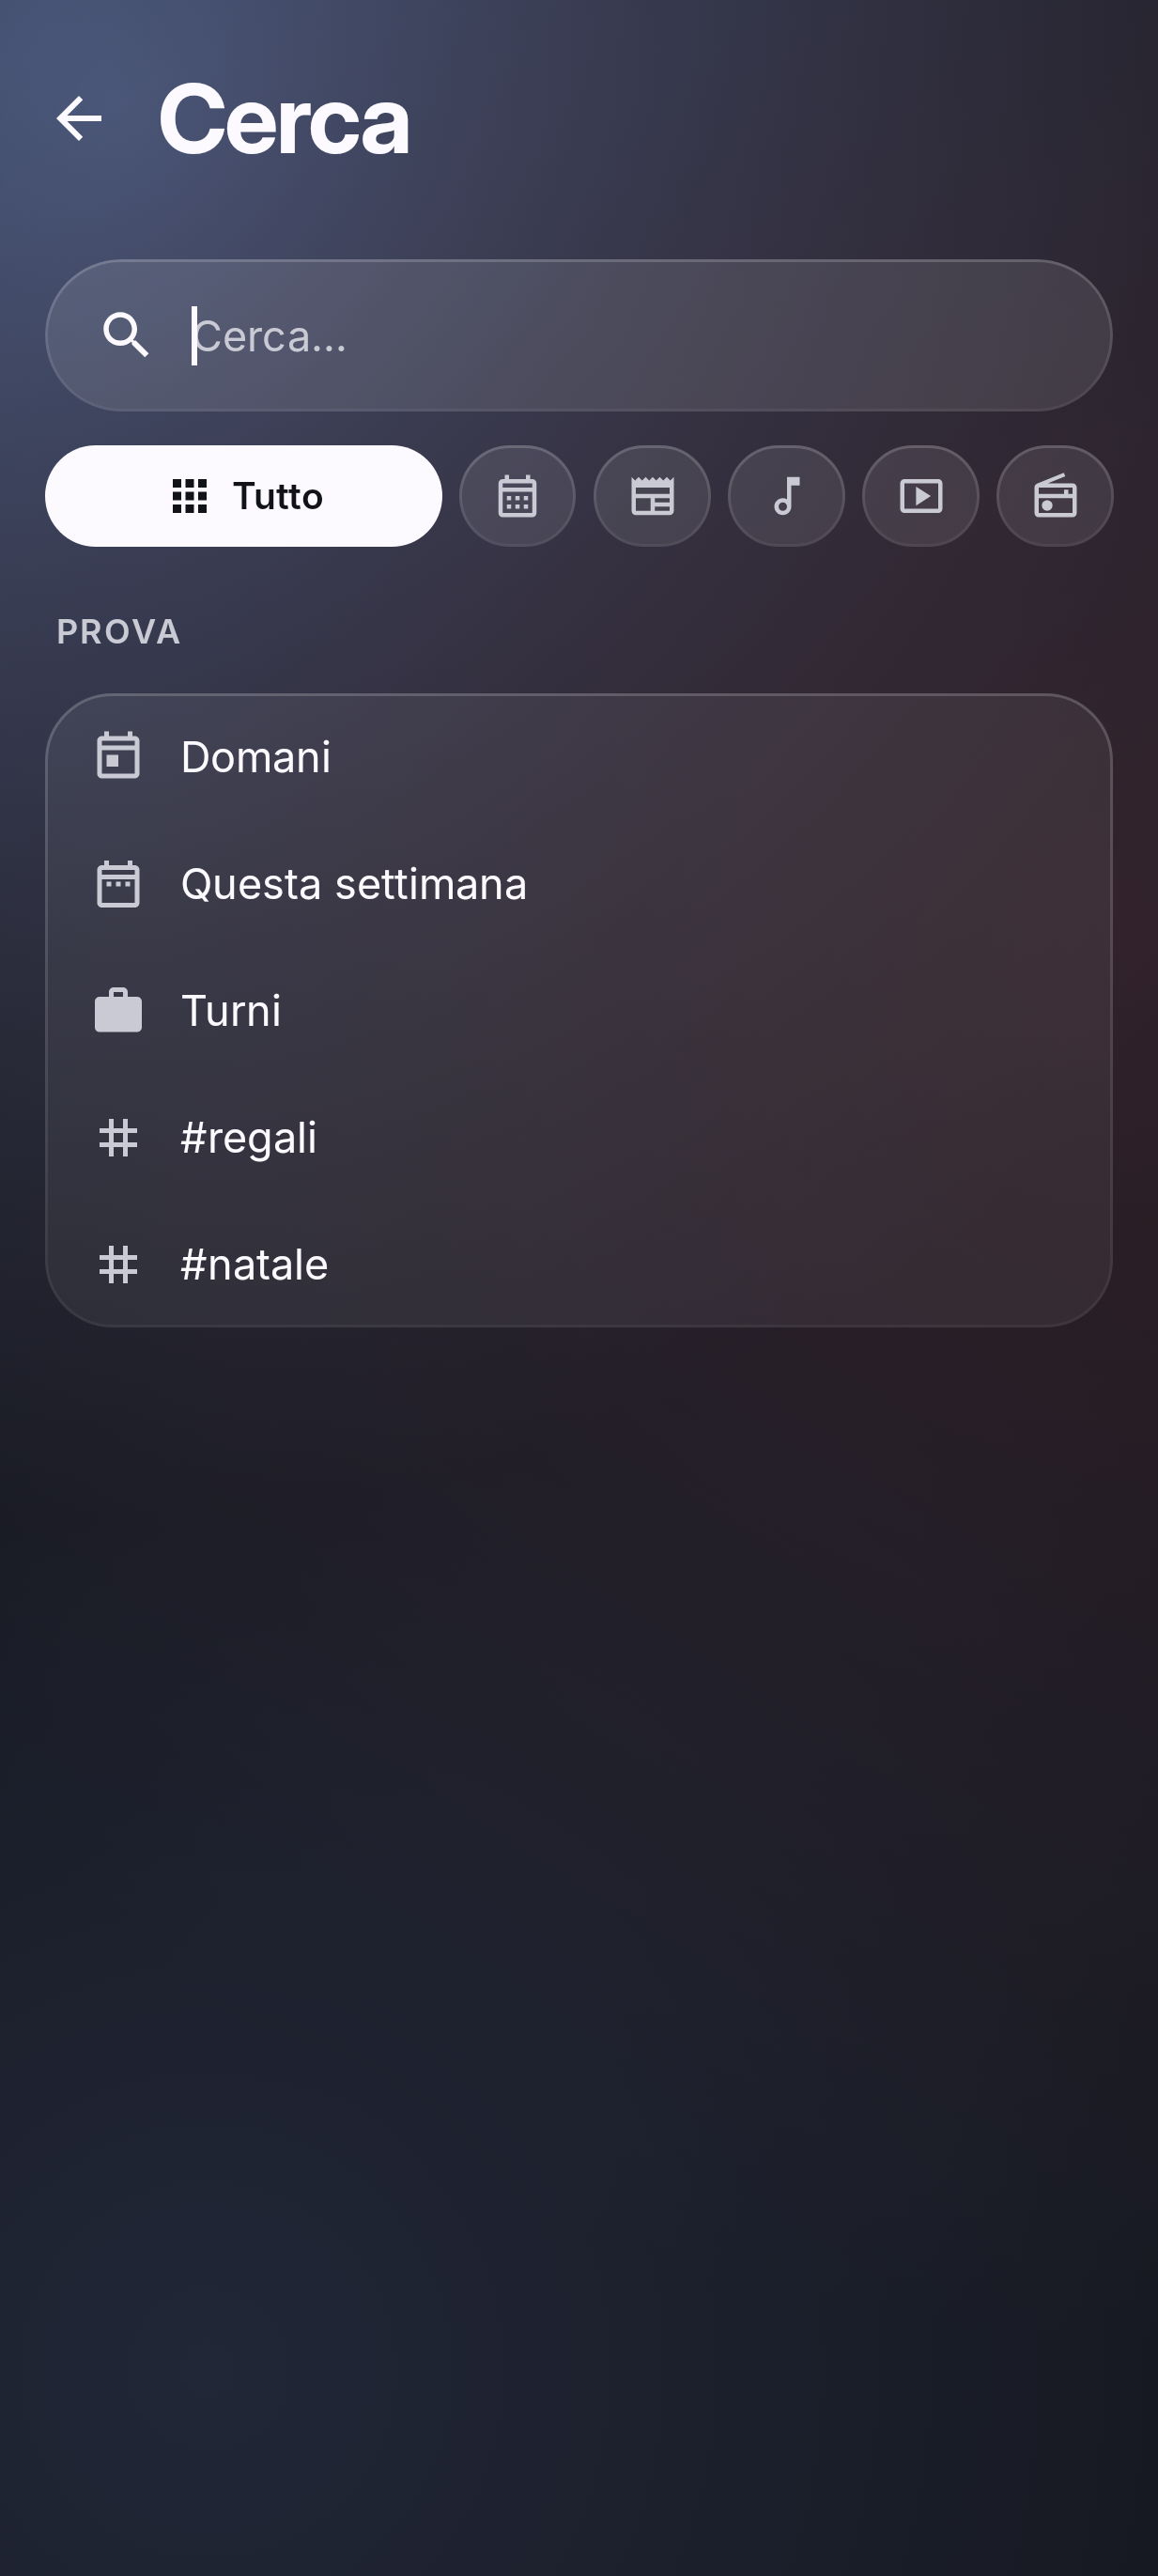 Cerca
Cerca...
Tutto
PROVA
Domani
Questa settimana
Turni
#regali
#natale